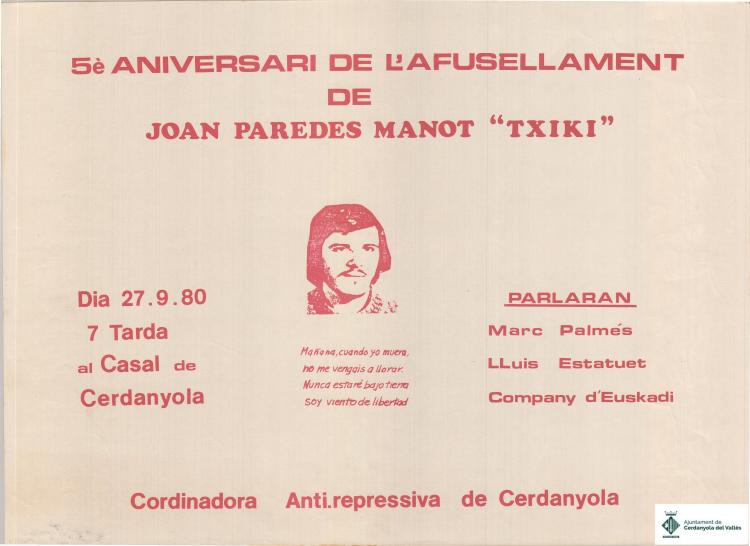 5è ANIVERSARI DE L'AFUSELLAMENT
DE
JOAN PAREDES MANOT "TXIKI"
Dia 27.9.80
7 Tarda
al Casal de
Cerdanyola
Mañana, cuando yo muera,
no me vengais a llorar.
Nunca estaré bajo tierra
soy viento de libertad
PARLARAN
Marc Palmés
LLuis Estatuet
Company d'Euskadi
Cordinadora Anti.repressiva de Cerdanyola
Ajuntament de
Cerdanyola del Vallès